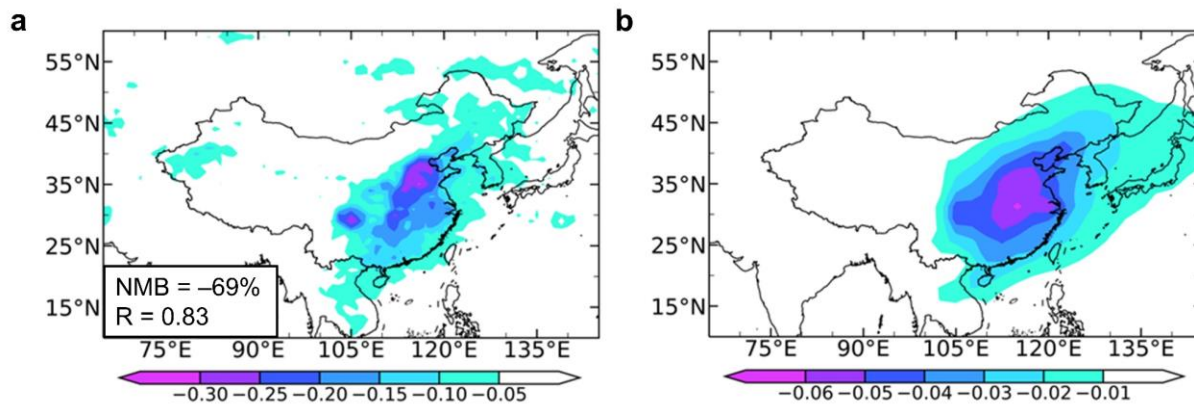 a
b
55°N
45°N
35°N
25°N
15°N
NMB = –69%
R = 0.83
75°E 90°E 105°E 120°E 135°E
−0.30 −0.25 −0.20 −0.15 −0.10 −0.05
55°N
45°N
35°N
25°N
15°N
75°E 90°E 105°E 120°E 135°E
−0.06 −0.05 −0.04 −0.03 −0.02 −0.01